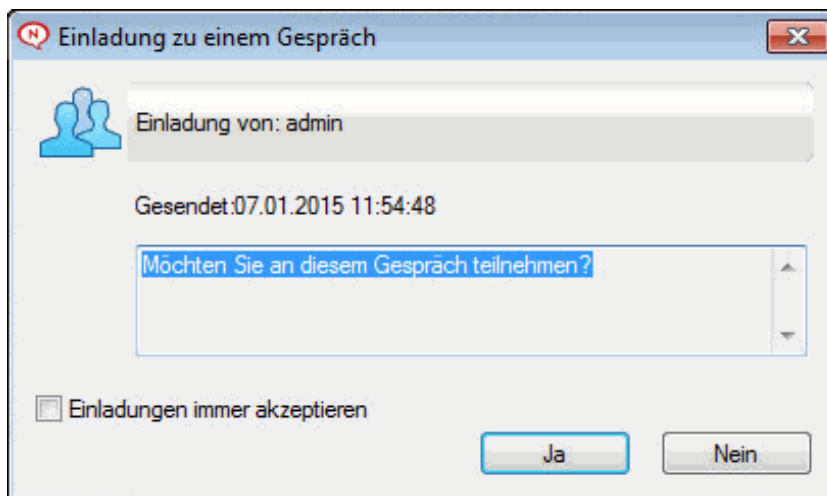 N
Einladung zu einem Gespräch
Einladung von: admin
Gesendet:07.01.2015 11:54:48
Möchten Sie an diesem Gespräch teilnehmen?
Einladungen immer akzeptieren
Ja
Nein